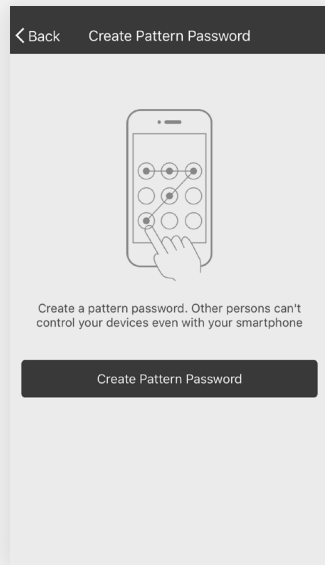 Back
Create Pattern Password
Create a pattern password. Other persons can't
control your devices even with your smartphone
Create Pattern Password